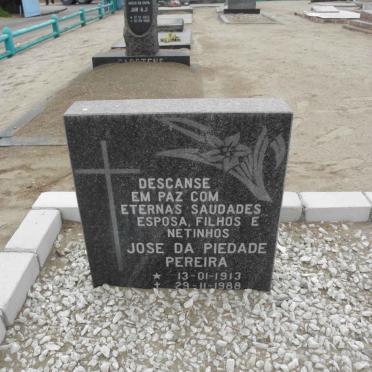 CARSTENS
DESCANSE
EM PAZ COM
ETERNAS SAUDADES
ESPOSA, FILHOS E
NETINHOS
JOSE DA PIEDADE
PEREIRA
★ 13-01-1913
✝ 29-11-1988